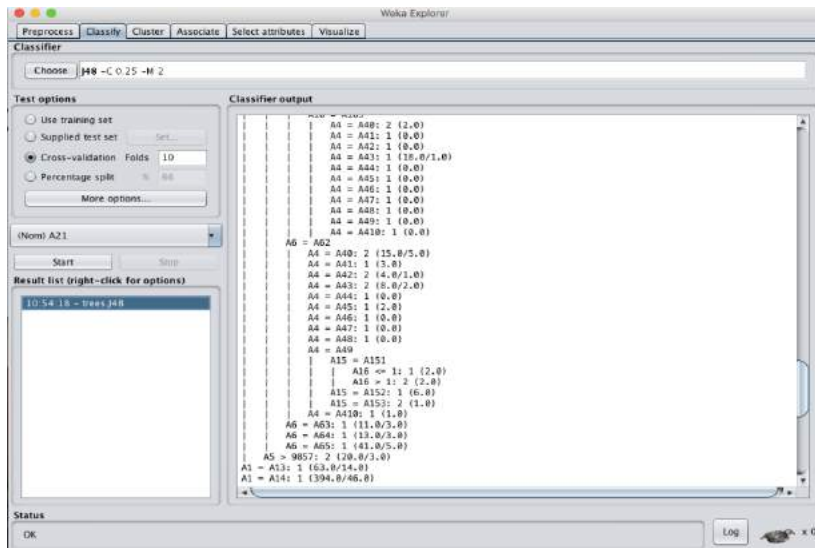 Weka Explorer
Preprocess Classify Cluster Associate Select attributes Visualize
Classifier
Choose J48 -C 0.25 -M 2
Test options
Use training set
Supplied test set Set...
Cross-validation Folds 10
Percentage split % 66
More options...
(Nom) A21
Start Stop
Result list (right-click for options)
10:54:18 - trees.J48
Classifier output
| | | | A4 = A40: 2 (2.0)
| | | | A4 = A41: 1 (0.0)
| | | | A4 = A42: 1 (0.0)
| | | | A4 = A43: 1 (18.0/1.0)
| | | | A4 = A44: 1 (0.0)
| | | | A4 = A45: 1 (0.0)
| | | | A4 = A46: 1 (0.0)
| | | | A4 = A47: 1 (0.0)
| | | | A4 = A48: 1 (0.0)
| | | | A4 = A49: 1 (0.0)
| | | | A4 = A410: 1 (0.0)
| | A6 = A62
| | | A4 = A40: 2 (15.0/5.0)
| | | A4 = A41: 1 (3.0)
| | | A4 = A42: 2 (4.0/1.0)
| | | A4 = A43: 2 (8.0/2.0)
| | | A4 = A44: 1 (0.0)
| | | A4 = A45: 1 (2.0)
| | | A4 = A46: 1 (0.0)
| | | A4 = A47: 1 (0.0)
| | | A4 = A48: 1 (0.0)
| | | A4 = A49
| | | | A15 = A151
| | | | | A16 <= 1: 1 (2.0)
| | | | | A16 > 1: 2 (2.0)
| | | | A15 = A152: 1 (6.0)
| | | | A15 = A153: 2 (1.0)
| | | A4 = A410: 1 (1.0)
| | A6 = A63: 1 (11.0/3.0)
| | A6 = A64: 1 (13.0/3.0)
| | A6 = A65: 1 (41.0/5.0)
| A5 > 9857: 2 (20.0/3.0)
A1 = A13: 1 (63.0/14.0)
A1 = A14: 1 (394.0/46.0)
Status
OK
Log x 0